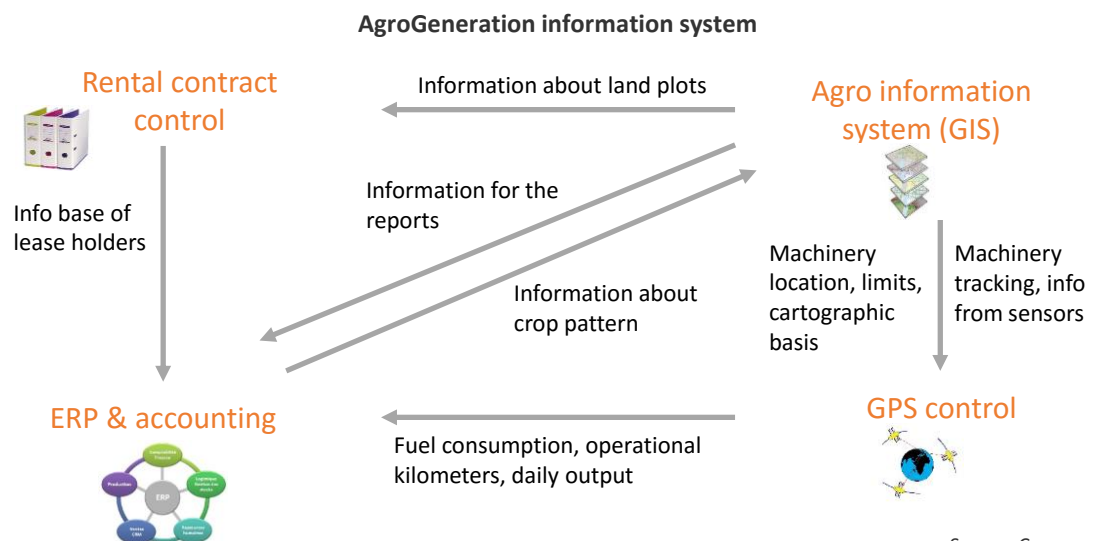 AgroGeneration information system
Rental contract
control
Information about land plots
Agro information
system (GIS)
Info base of
lease holders
Information for the
reports
Information about
crop pattern
Machinery
location, limits,
cartographic
basis
Machinery
tracking, info
from sensors
ERP & accounting
GPS control
Fuel consumption, operational
kilometers, daily output
Production
ERP